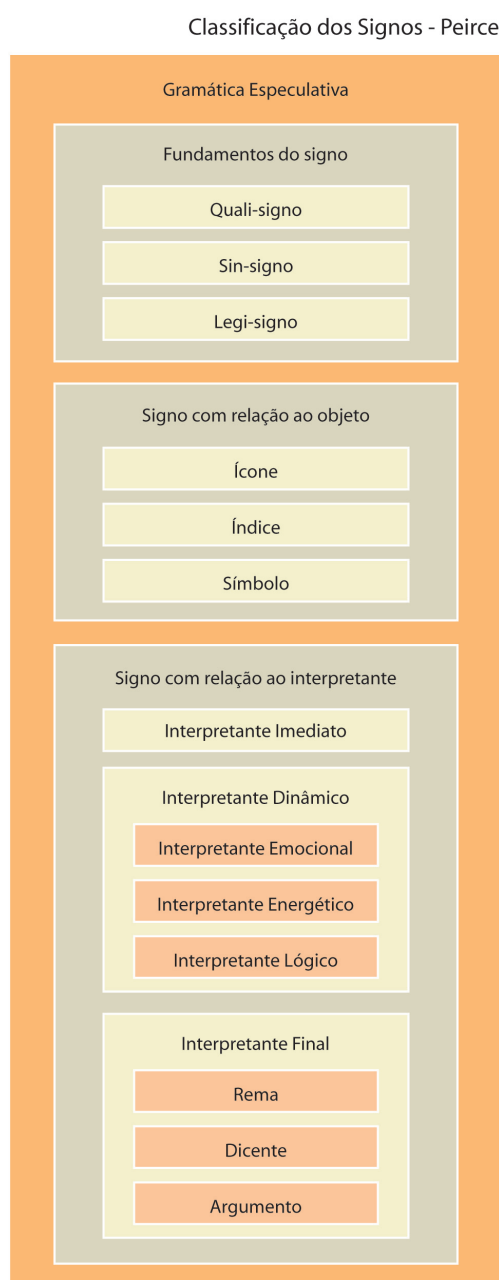 Classificação dos Signos - Peirce
Gramática Especulativa
Fundamentos do signo
Quali-signo
Sin-signo
Legi-signo
Signo com relação ao objeto
Ícone
Índice
Símbolo
Signo com relação ao interpretante
Interpretante Imediato
Interpretante Dinâmico
Interpretante Emocional
Interpretante Energético
Interpretante Lógico
Interpretante Final
Rema
Dicente
Argumento